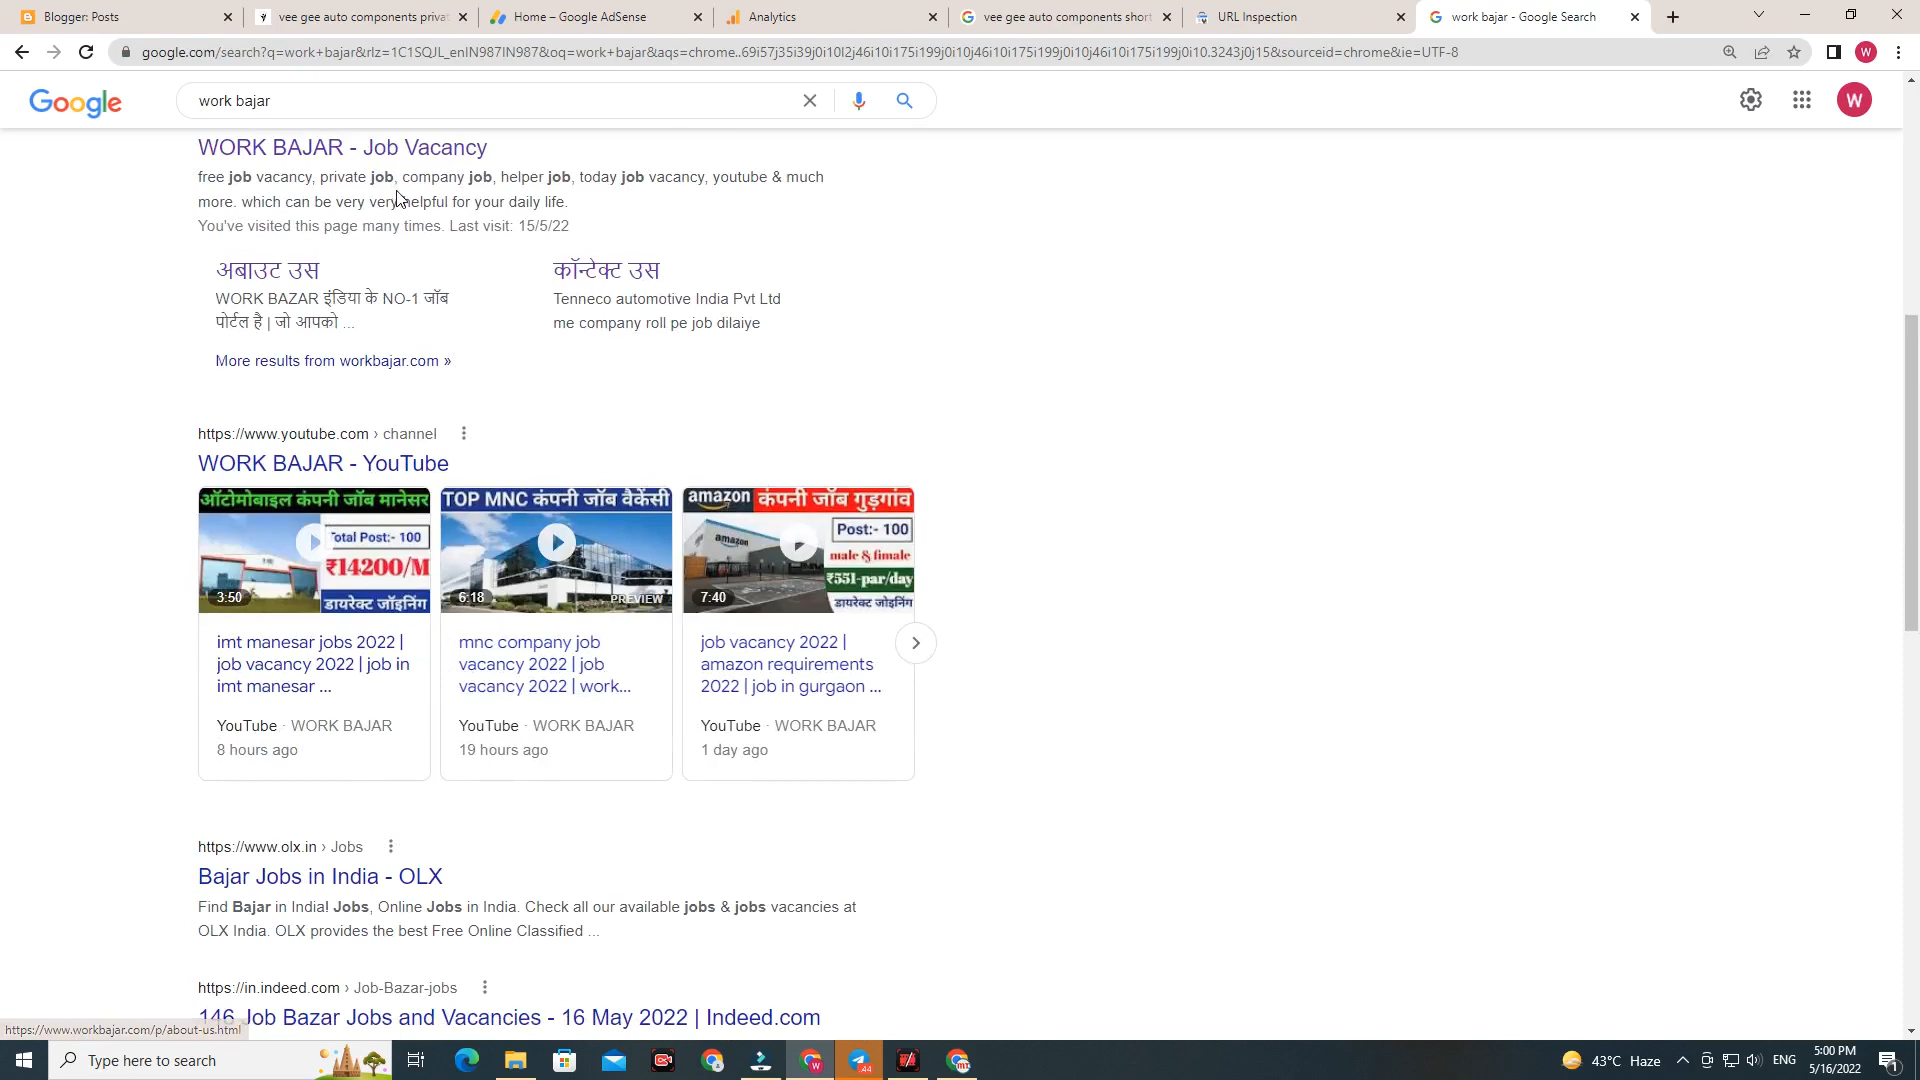 Blogger: Posts
vee gee auto components privat
Home – Google AdSense
Analytics
vee gee auto components short
URL Inspection
work bajar - Google Search
google.com/search?q=work+bajar&rlz=1C1SQJL_enIN987IN987&oq=work+bajar&aqs=chrome..69i57j35i39j0i10l2j46i10i175i199j0i10j46i10i175i199j0i10j46i10i175i199j0i10.3243j0j15&sourceid=chrome&ie=UTF-8
W
Google
work bajar
W
WORK BAJAR - Job Vacancy
free job vacancy, private job, company job, helper job, today job vacancy, youtube & much
more. which can be very very helpful for your daily life.
You've visited this page many times. Last visit: 15/5/22
अबाउट उस
कॉन्टेक्ट उस
WORK BAZAR इंडिया के NO-1 जॉब
पोर्टल है | जो आपको ...
Tenneco automotive India Pvt Ltd
me company roll pe job dilaiye
More results from workbajar.com »
https://www.youtube.com › channel
WORK BAJAR - YouTube
ऑटोमोबाइल कंपनी जॉब मानेसर
Total Post:- 100
₹14200/M
डायरेक्ट जॉइनिंग
3:50
TOP MNC कंपनी जॉब वैकेंसी
6:18
PREVIEW
amazon कंपनी जॉब गुड़गांव
Post:- 100
amazon
male & fimale
₹551-par/day
डायरेक्ट जोइनिंग
7:40
imt manesar jobs 2022 |
job vacancy 2022 | job in
imt manesar ...
YouTube · WORK BAJAR
8 hours ago
mnc company job
vacancy 2022 | job
vacancy 2022 | work...
YouTube · WORK BAJAR
19 hours ago
job vacancy 2022 |
amazon requirements
2022 | job in gurgaon ...
YouTube · WORK BAJAR
1 day ago
https://www.olx.in › Jobs
Bajar Jobs in India - OLX
Find Bajar in India! Jobs, Online Jobs in India. Check all our available jobs & jobs vacancies at
OLX India. OLX provides the best Free Online Classified ...
https://in.indeed.com › Job-Bazar-jobs
146 Job Bazar Jobs and Vacancies - 16 May 2022 | Indeed.com
https://www.workbajar.com/p/about-us.html
Type here to search
W
44
43°C Haze
ENG
5:00 PM
5/16/2022
1